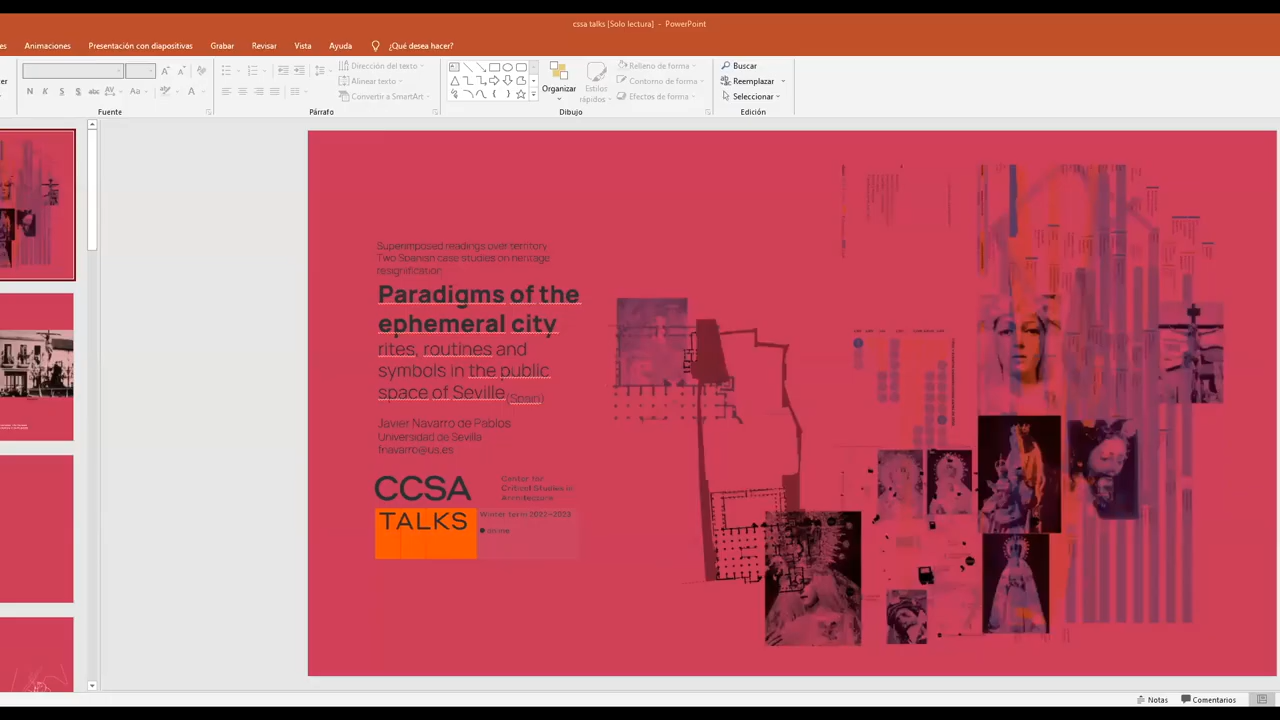 cssa talks [Solo lectura] - PowerPoint
es Animaciones Presentación con diapositivas Grabar Revisar Vista Ayuda ¿Qué desea hacer?
Dirección del texto
Alinear texto
Convertir a SmartArt
N K S abc AV Aa A
Organizar
Estilos
rápidos
Relleno de forma
Contorno de forma
Efectos de forma
Buscar
Reemplazar
Seleccionar
Fuente Párrafo Dibujo Edición
Superimposed readings over territory
Two Spanish case studies on heritage
resignification
Paradigms of the
ephemeral city
rites, routines and
symbols in the public
space of Seville (Spain)
Javier Navarro de Pablos
Universidad de Sevilla
fnavarro@us.es
CCSA
TALKS
Center for
Critical Studies in
Architecture
Winter term 2022–2023
online
Notas Comentarios